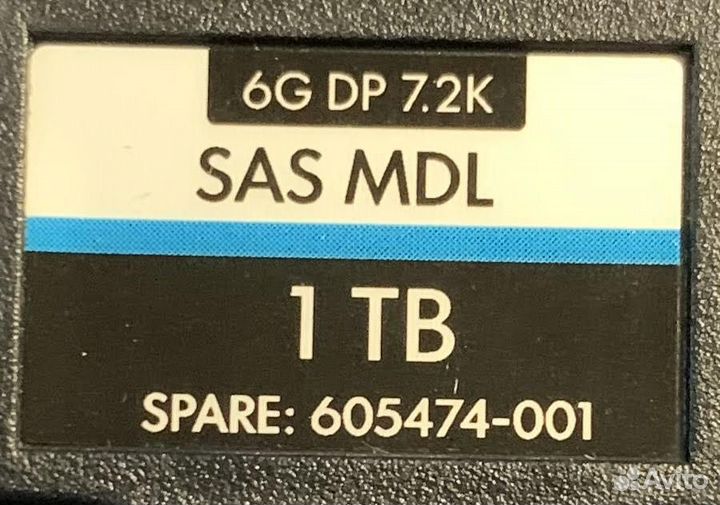 6G DP 7.2K
SAS MDL
1 TB
SPARE: 605474-001
Avito